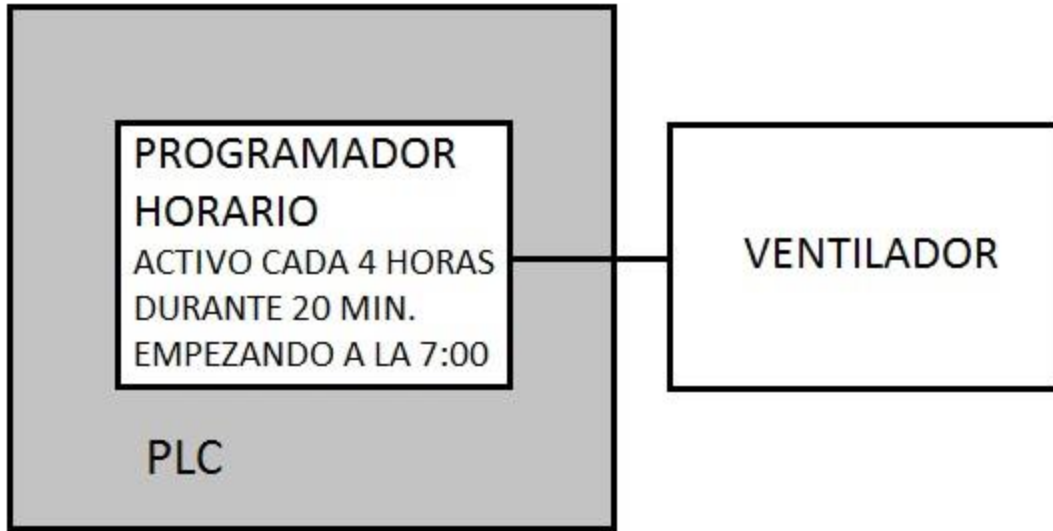 PROGRAMADOR
HORARIO
ACTIVO CADA 4 HORAS
DURANTE 20 MIN.
EMPEZANDO A LA 7:00
VENTILADOR
PLC